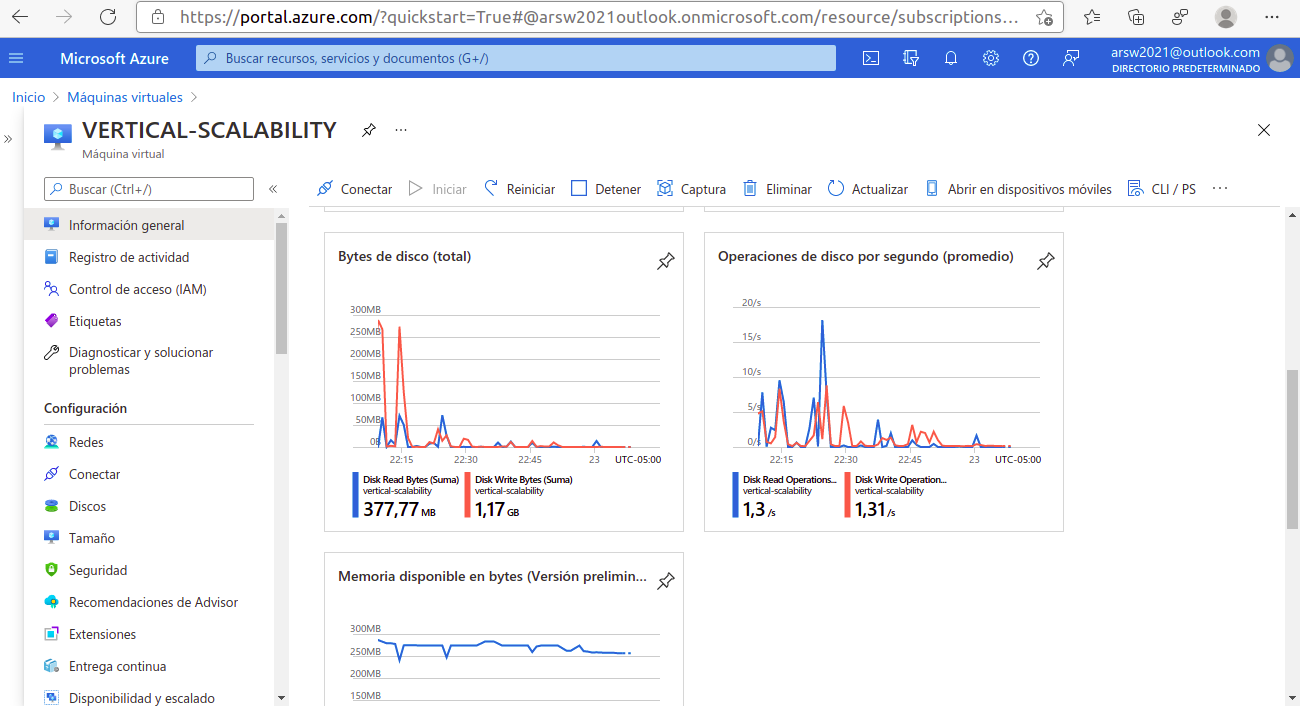 https://portal.azure.com/?quickstart=True#@arsw2021outlook.onmicrosoft.com/resource/subscriptions...
Microsoft Azure
Buscar recursos, servicios y documentos (G+/)
arsw2021@outlook.com
DIRECTORIO PREDETERMINADO
Inicio > Máquinas virtuales >
VERTICAL-SCALABILITY
Máquina virtual
Buscar (Ctrl+/)
Conectar Iniciar Reiniciar Detener Captura Eliminar Actualizar Abrir en dispositivos móviles CLI / PS
Información general
Registro de actividad
Control de acceso (IAM)
Etiquetas
Diagnosticar y solucionar
problemas
Configuración
Redes
Conectar
Discos
Tamaño
Seguridad
Recomendaciones de Advisor
Extensiones
Entrega continua
Disponibilidad y escalado
Bytes de disco (total)
300MB
250MB
200MB
150MB
100MB
50MB
0B
22:15 22:30 22:45 23 UTC-05:00
Disk Read Bytes (Suma)
vertical-scalability
377,77 MB
Disk Write Bytes (Suma)
vertical-scalability
1,17 GB
Operaciones de disco por segundo (promedio)
20/s
15/s
10/s
5/s
0/s
22:15 22:30 22:45 23 UTC-05:00
Disk Read Operations...
vertical-scalability
1,3 /s
Disk Write Operation...
vertical-scalability
1,31 /s
Memoria disponible en bytes (Versión prelimin...
300MB
250MB
200MB
150MB